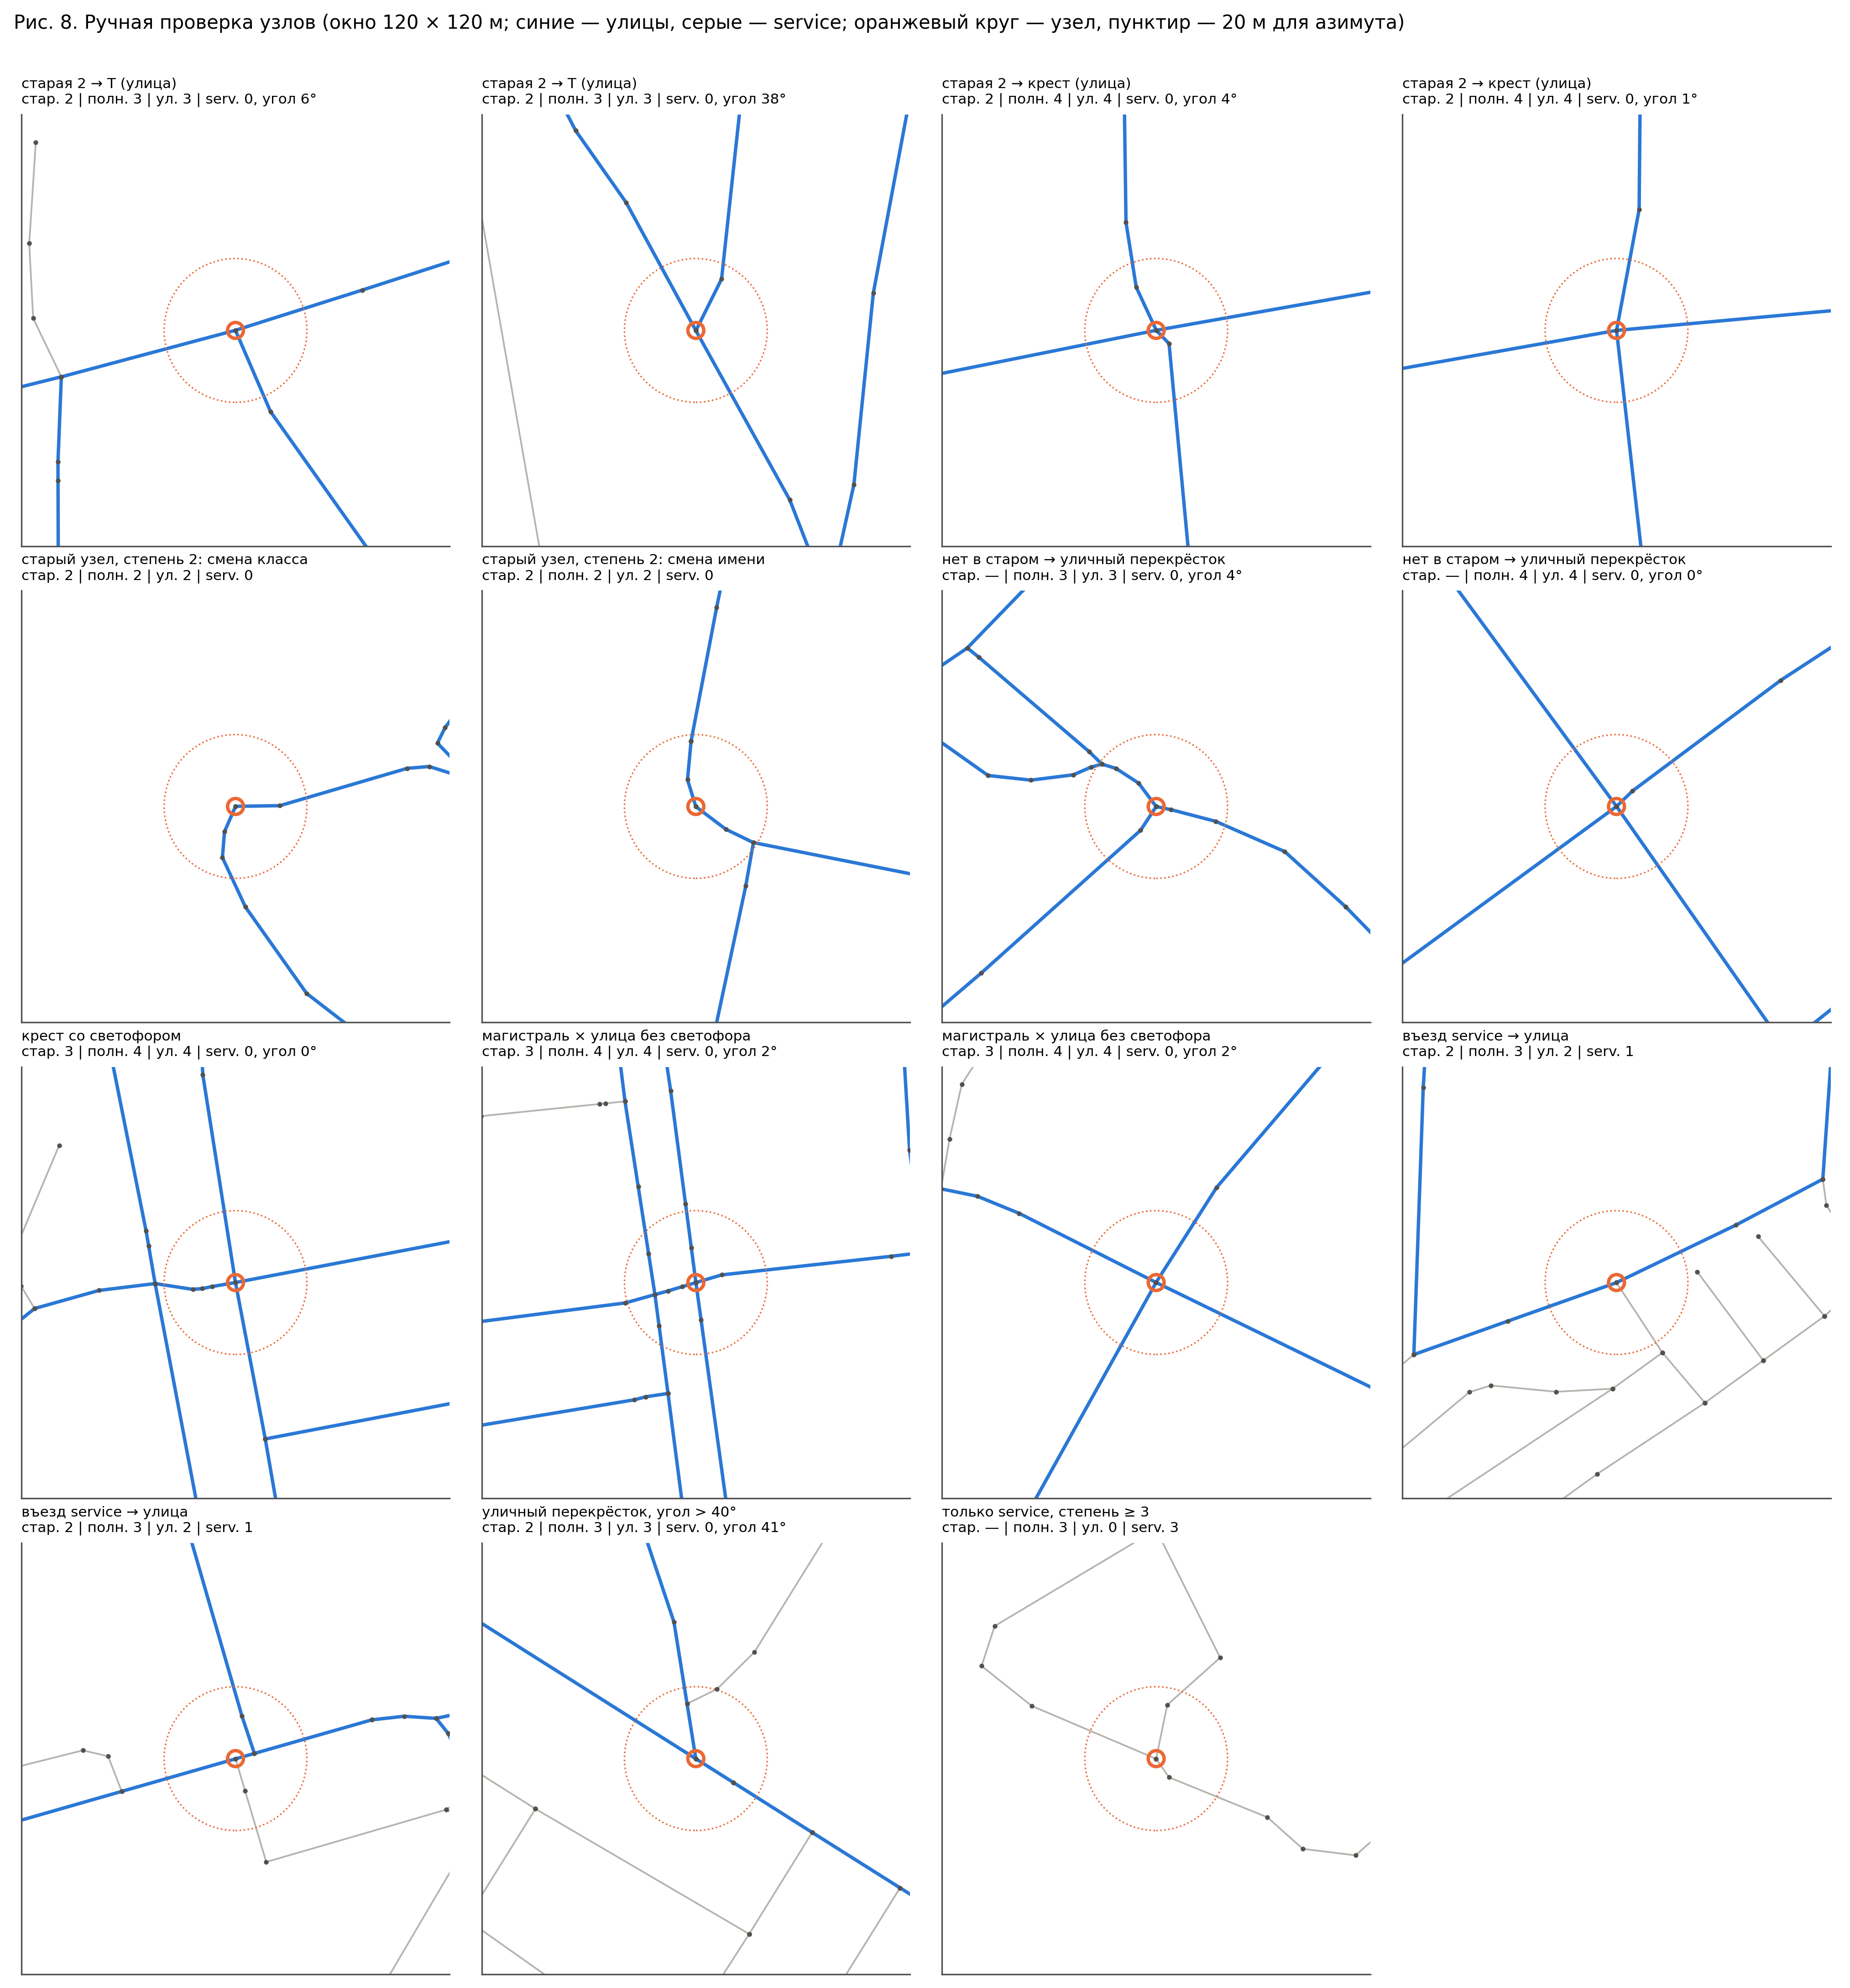 Рис. 8. Ручная проверка узлов (окно 120 × 120 м; синие — улицы, серые — service; оранжевый круг — узел, пунктир — 20 м для азимута)
старая 2 → T (улица)
стар. 2 | полн. 3 | ул. 3 | serv. 0, угол 6°
старая 2 → T (улица)
стар. 2 | полн. 3 | ул. 3 | serv. 0, угол 38°
старая 2 → крест (улица)
стар. 2 | полн. 4 | ул. 4 | serv. 0, угол 4°
старая 2 → крест (улица)
стар. 2 | полн. 4 | ул. 4 | serv. 0, угол 1°
старый узел, степень 2: смена класса
стар. 2 | полн. 2 | ул. 2 | serv. 0
старый узел, степень 2: смена имени
стар. 2 | полн. 2 | ул. 2 | serv. 0
нет в старом → уличный перекрёсток
стар. — | полн. 3 | ул. 3 | serv. 0, угол 4°
нет в старом → уличный перекрёсток
стар. — | полн. 4 | ул. 4 | serv. 0, угол 0°
крест со светофором
стар. 3 | полн. 4 | ул. 4 | serv. 0, угол 0°
магистраль × улица без светофора
стар. 3 | полн. 4 | ул. 4 | serv. 0, угол 2°
магистраль × улица без светофора
стар. 3 | полн. 4 | ул. 4 | serv. 0, угол 2°
въезд service → улица
стар. 2 | полн. 3 | ул. 2 | serv. 1
въезд service → улица
стар. 2 | полн. 3 | ул. 2 | serv. 1
уличный перекрёсток, угол > 40°
стар. 2 | полн. 3 | ул. 3 | serv. 0, угол 41°
только service, степень ≥ 3
стар. — | полн. 3 | ул. 0 | serv. 3